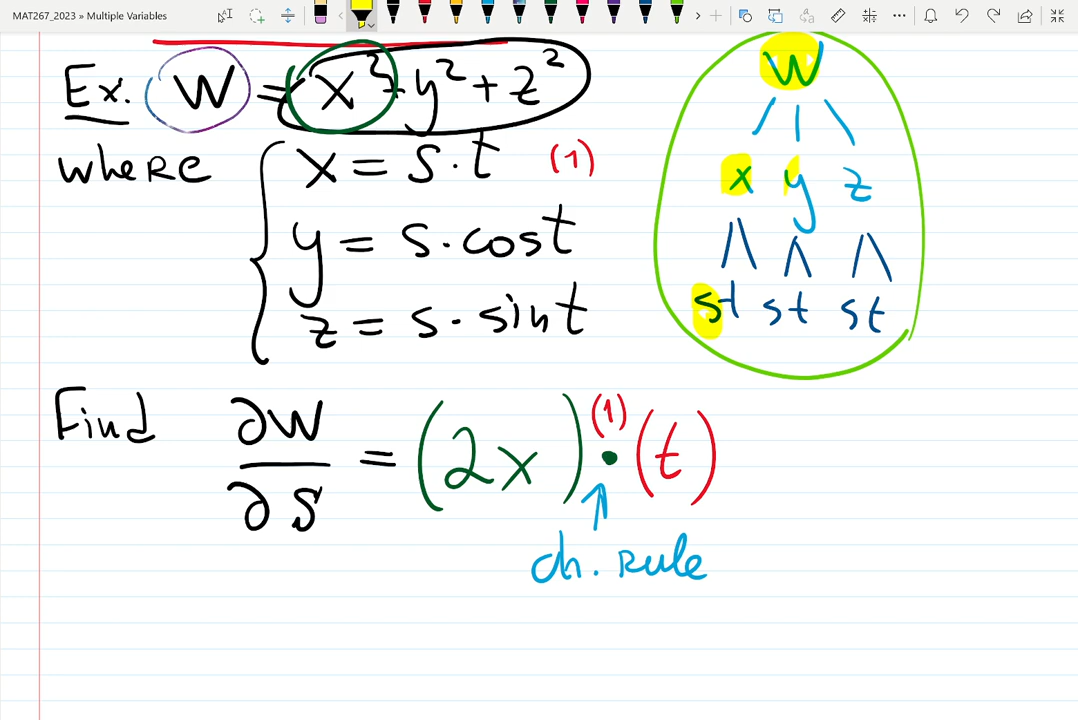 MAT267_2023 » Multiple Variables
Ex. W = x² + y² + z²
where { x = s·t (1)
y = s·cost
z = s·sint
W
x y z
st st st
Find ∂W/∂s = (2x) (1) • (t)
ch. Rule